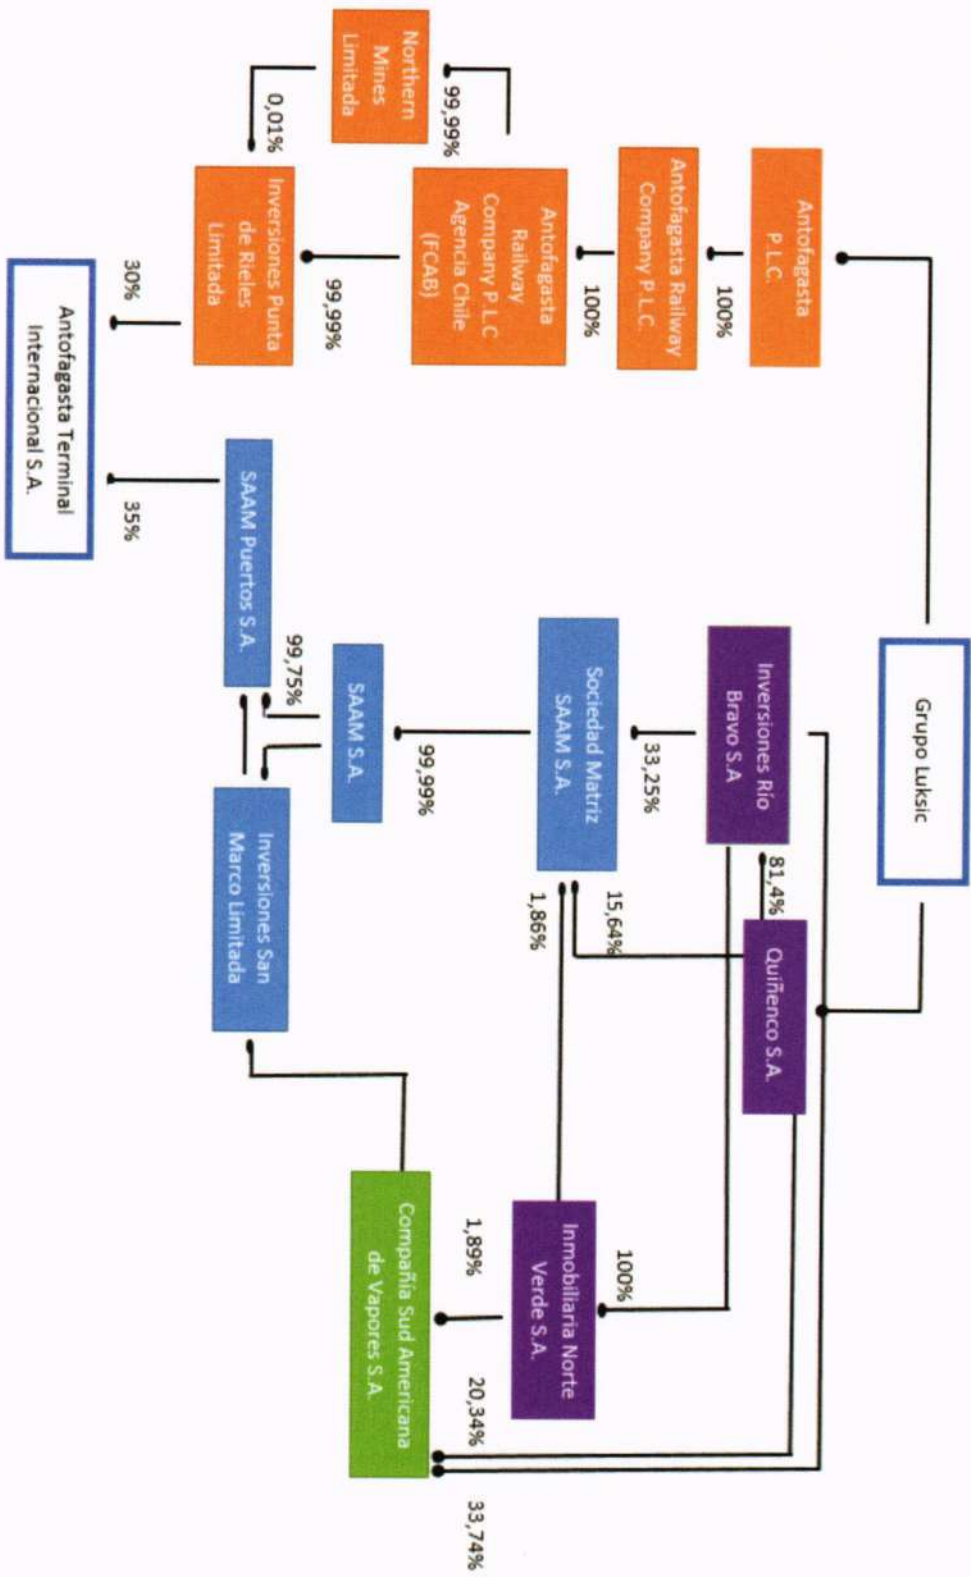 Grupo Luksic
Antofagasta
P.L.C.
100%
Antofagasta Railway
Company P.L.C.
100%
Antofagasta
Railway
Company P.L.C
Agencia Chile
(FCAB)
99,99%
Northern
Mines
Limitada
0,01%
99,99%
Inversiones Punta
de Rieles
Limitada
30%
Antofagasta Terminal
Internacional S.A.
35%
Inversiones Río
Bravo S.A
81,4%
Quiñenco S.A.
33,25%
15,64%
1,86%
Sociedad Matriz
SAAM S.A.
99,99%
SAAM S.A.
99,75%
SAAM Puertos S.A.
Inversiones San
Marco Limitada
100%
Inmobiliaria Norte
Verde S.A.
1,89%
20,34%
33,74%
Compañía Sud Americana
de Vapores S.A.